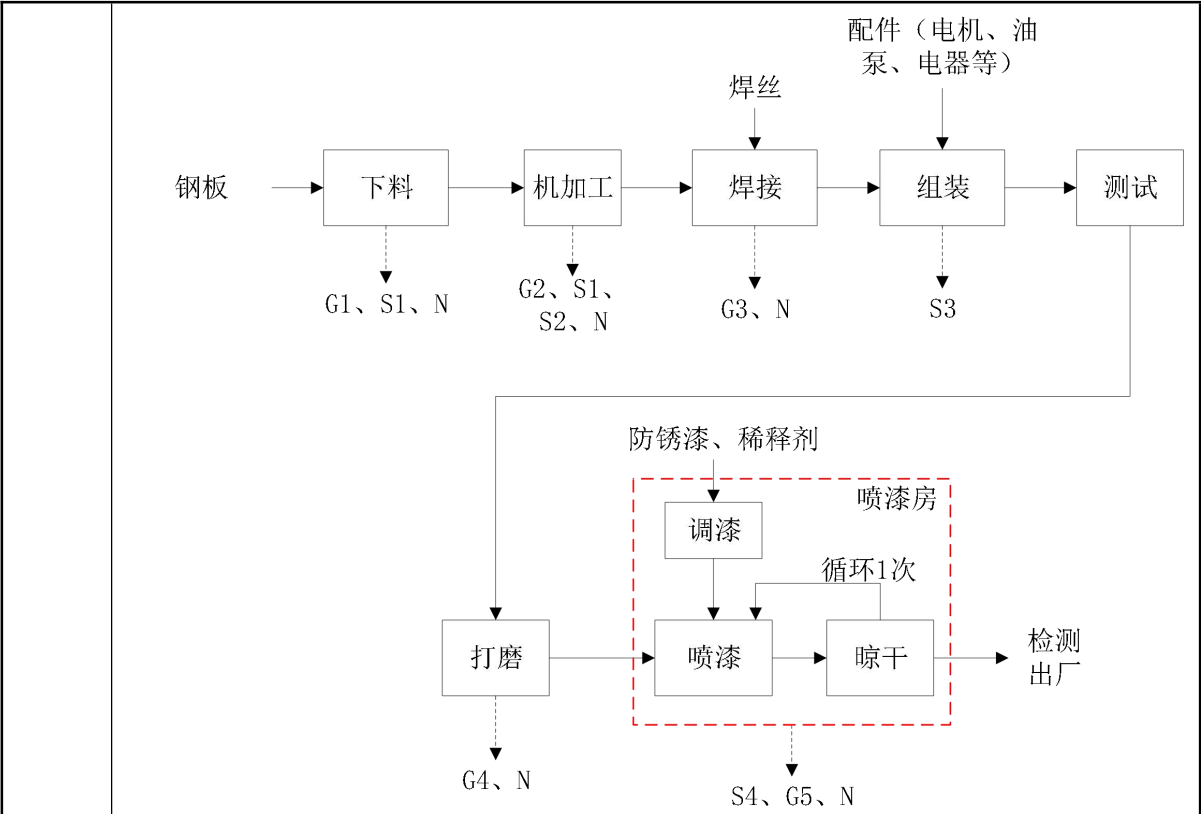 配件（电机、油
泵、电器等）
焊丝
钢板
下料
机加工
焊接
组装
测试
G1、S1、N
G2、S1、
S2、N
G3、N
S3
防锈漆、稀释剂
喷漆房
调漆
循环1次
打磨
喷漆
晾干
检测
出厂
G4、N
S4、G5、N